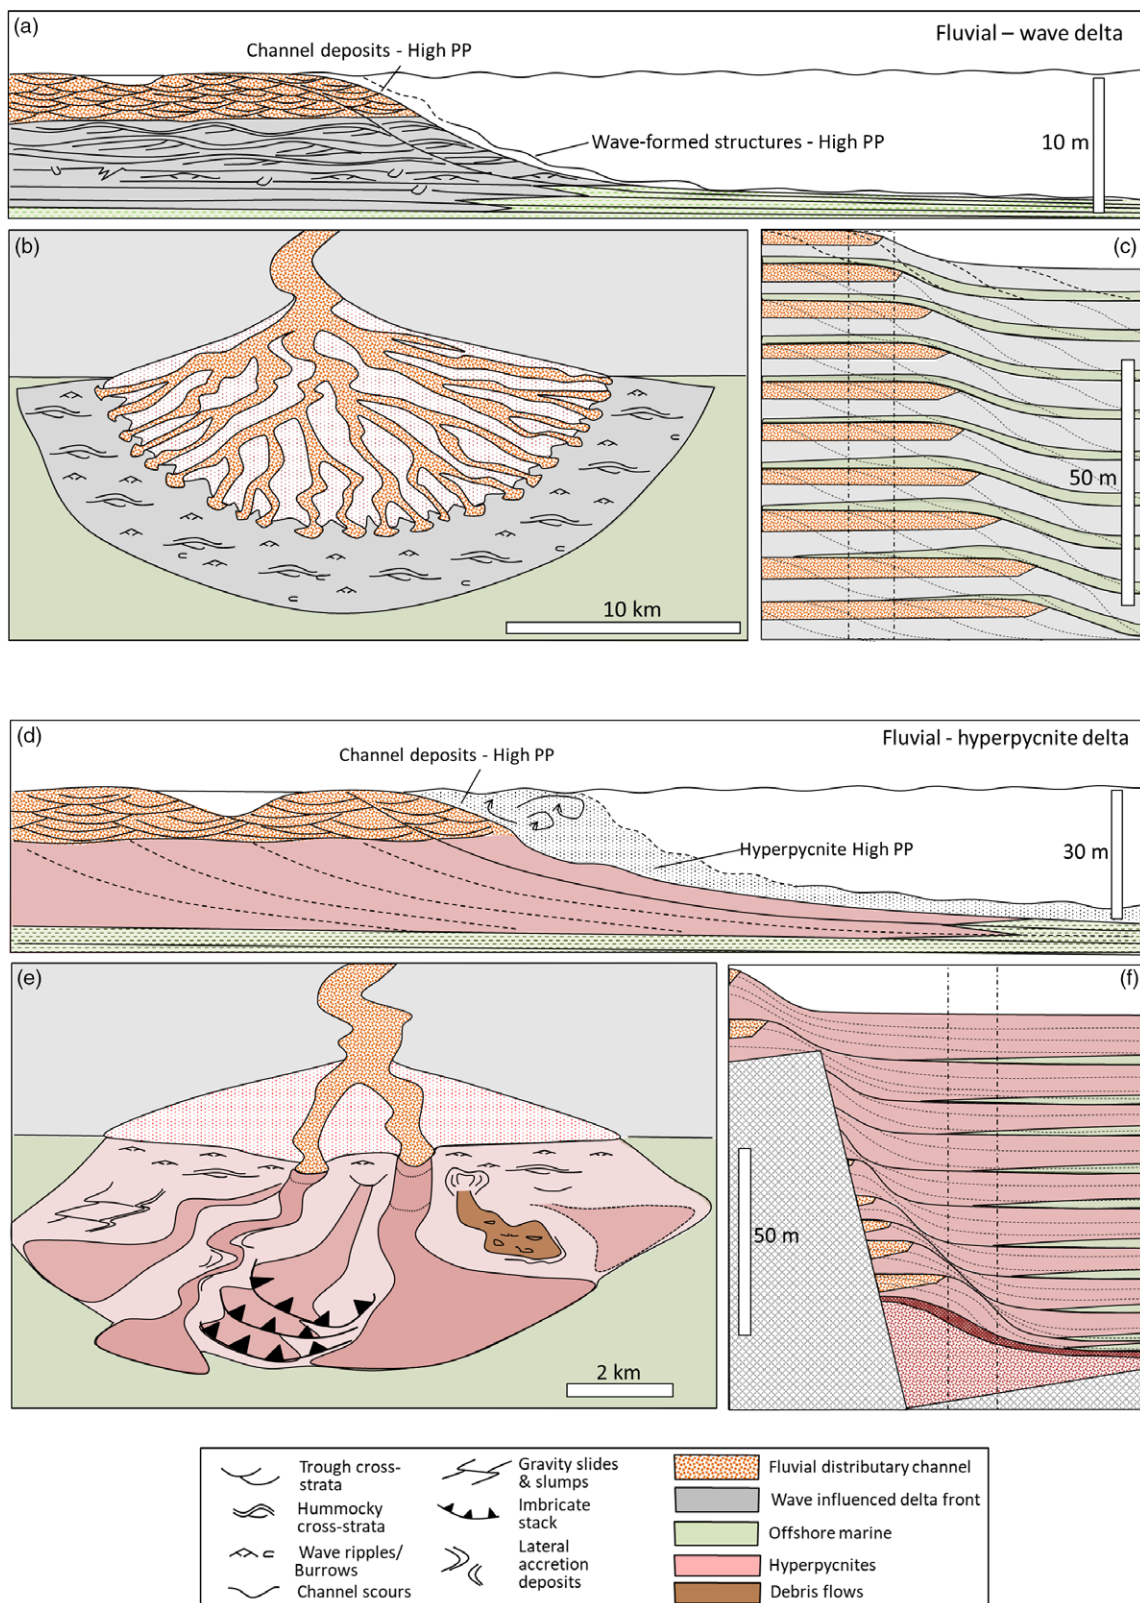 (a)
Fluvial – wave delta
Channel deposits - High PP
Wave-formed structures - High PP
10 m
(b)
10 km
(c)
50 m
(d)
Fluvial - hyperpycnite delta
Channel deposits - High PP
Hyperpycnite High PP
30 m
(e)
2 km
(f)
50 m
Trough cross-
strata
Hummocky
cross-strata
Wave ripples/
Burrows
Channel scours
Gravity slides
& slumps
Imbricate
stack
Lateral
accretion
deposits
Fluvial distributary channel
Wave influenced delta front
Offshore marine
Hyperpycnites
Debris flows